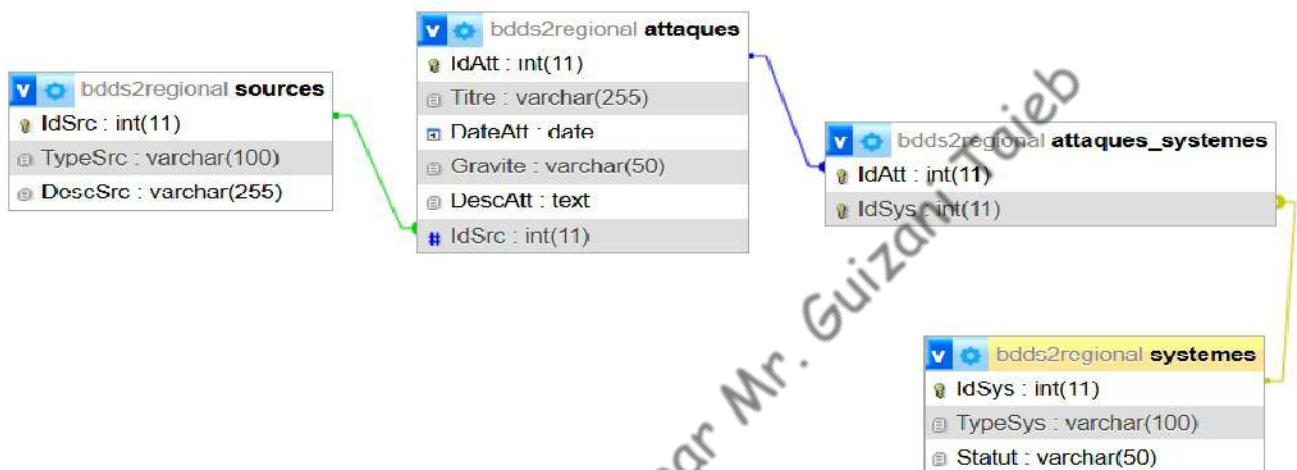 bdds2regional sources
IdSrc : int(11)
TypeSrc : varchar(100)
DescSrc : varchar(255)
bdds2regional attaques
IdAtt : int(11)
Titre : varchar(255)
DateAtt : date
Gravite : varchar(50)
DescAtt : text
IdSrc : int(11)
bdds2regional attaques_systemes
IdAtt : int(11)
IdSys : int(11)
bdds2regional systemes
IdSys : int(11)
TypeSys : varchar(100)
Statut : varchar(50)
par Mr. Guizani Taieb